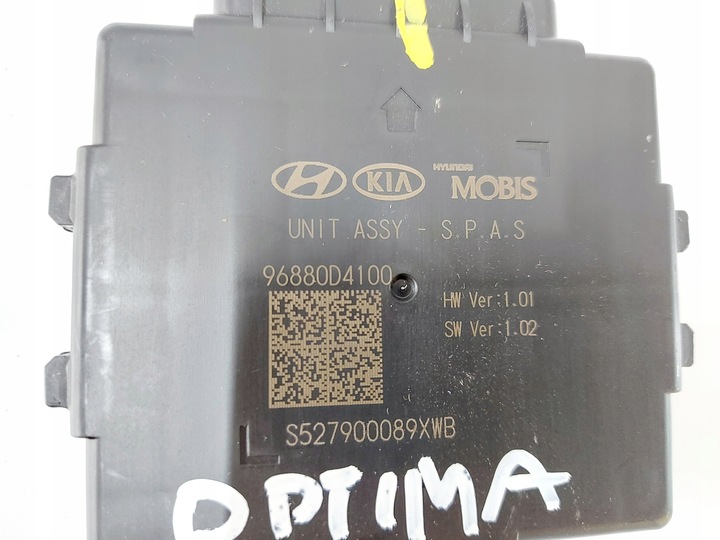 KIA
HYUNDAI
MOBIS
UNIT ASSY - S.P.A.S
96880D4100
HW Ver:1.01
SW Ver:1.02
S527900089XWB
OPTIMA